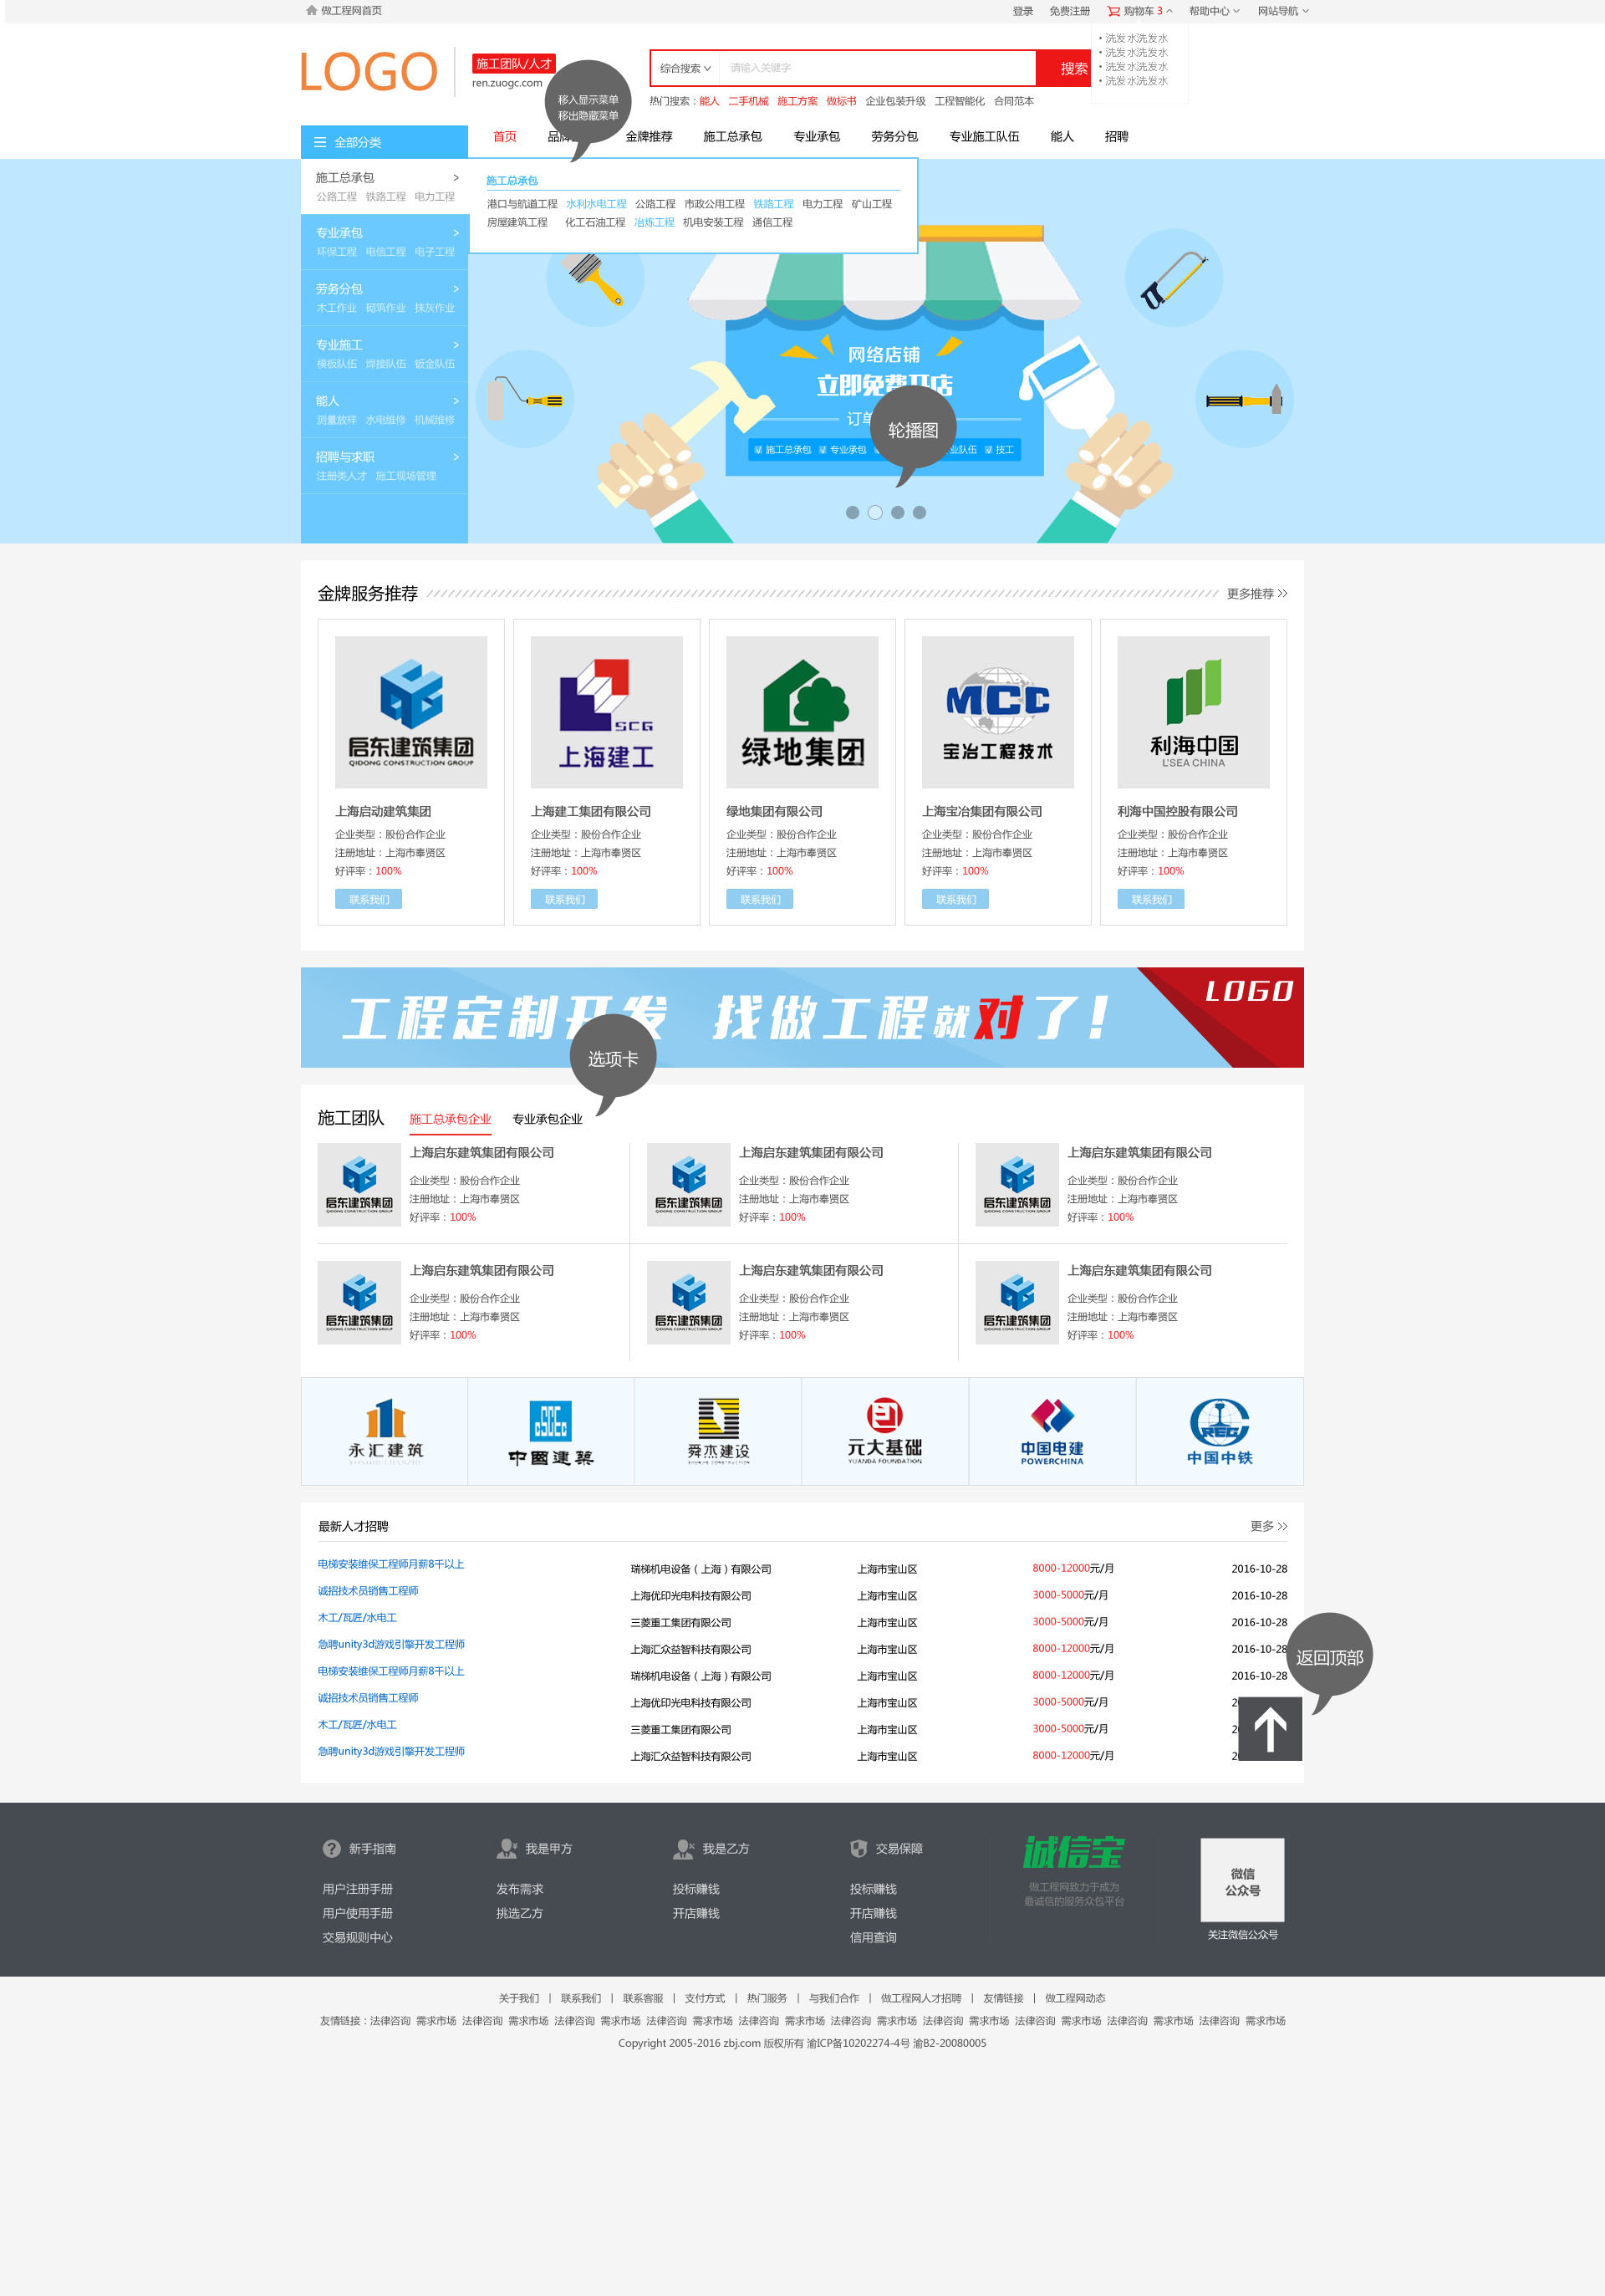 做工程网首页
登录 免费注册 购物车 3 帮助中心 网站导航
• 洗发水洗发水
• 洗发水洗发水
• 洗发水洗发水
• 洗发水洗发水
LOGO
施工团队/人才
ren.zuogc.com
移入显示菜单
移出隐藏菜单
综合搜索 请输入关键字 搜索
热门搜索：能人 二手机械 施工方案 做标书 企业包装升级 工程智能化 合同范本
全部分类
首页 品牌 金牌推荐 施工总承包 专业承包 劳务分包 专业施工队伍 能人 招聘
施工总承包 >
公路工程 铁路工程 电力工程
专业承包 >
环保工程 电信工程 电子工程
劳务分包 >
木工作业 砌筑作业 抹灰作业
专业施工 >
模板队伍 焊接队伍 钣金队伍
能人 >
测量放样 水电维修 机械维修
招聘与求职 >
注册类人才 施工现场管理
施工总承包
港口与航道工程 水利水电工程 公路工程 市政公用工程 铁路工程 电力工程 矿山工程
房屋建筑工程 化工石油工程 冶炼工程 机电安装工程 通信工程
网络店铺
立即免费开店
订单
轮播图
施工总承包 专业承包 业队伍 技工
金牌服务推荐 更多推荐
启东建筑集团
QIDONG CONSTRUCTION GROUP
上海启动建筑集团
企业类型：股份合作企业
注册地址：上海市奉贤区
好评率：100%
联系我们
SCG
上海建工
上海建工集团有限公司
企业类型：股份合作企业
注册地址：上海市奉贤区
好评率：100%
联系我们
绿地集团
绿地集团有限公司
企业类型：股份合作企业
注册地址：上海市奉贤区
好评率：100%
联系我们
MCC
宝冶工程技术
上海宝冶集团有限公司
企业类型：股份合作企业
注册地址：上海市奉贤区
好评率：100%
联系我们
利海中国
L'SEA CHINA
利海中国控股有限公司
企业类型：股份合作企业
注册地址：上海市奉贤区
好评率：100%
联系我们
工程定制开发 找做工程就对了！
LOGO
选项卡
施工团队 施工总承包企业 专业承包企业
启东建筑集团
QIDONG CONSTRUCTION GROUP
上海启东建筑集团有限公司
企业类型：股份合作企业
注册地址：上海市奉贤区
好评率：100%
启东建筑集团
QIDONG CONSTRUCTION GROUP
上海启东建筑集团有限公司
企业类型：股份合作企业
注册地址：上海市奉贤区
好评率：100%
启东建筑集团
QIDONG CONSTRUCTION GROUP
上海启东建筑集团有限公司
企业类型：股份合作企业
注册地址：上海市奉贤区
好评率：100%
启东建筑集团
QIDONG CONSTRUCTION GROUP
上海启东建筑集团有限公司
企业类型：股份合作企业
注册地址：上海市奉贤区
好评率：100%
启东建筑集团
QIDONG CONSTRUCTION GROUP
上海启东建筑集团有限公司
企业类型：股份合作企业
注册地址：上海市奉贤区
好评率：100%
启东建筑集团
QIDONG CONSTRUCTION GROUP
上海启东建筑集团有限公司
企业类型：股份合作企业
注册地址：上海市奉贤区
好评率：100%
永汇建筑
CSCEC
中國建築
舜杰建设
元大基础
YUANDA FOUNDATION
中国电建
POWERCHINA
CREC
中国中铁
最新人才招聘 更多
电梯安装维保工程师月薪8千以上 瑞梯机电设备（上海）有限公司 上海市宝山区 8000-12000元/月 2016-10-28
诚招技术员销售工程师 上海优印光电科技有限公司 上海市宝山区 3000-5000元/月 2016-10-28
木工/瓦匠/水电工 三菱重工集团有限公司 上海市宝山区 3000-5000元/月 2016-10-28
急聘unity3d游戏引擎开发工程师 上海汇众益智科技有限公司 上海市宝山区 8000-12000元/月 2016-10-28
电梯安装维保工程师月薪8千以上 瑞梯机电设备（上海）有限公司 上海市宝山区 8000-12000元/月 2016-10-28
诚招技术员销售工程师 上海优印光电科技有限公司 上海市宝山区 3000-5000元/月 2
木工/瓦匠/水电工 三菱重工集团有限公司 上海市宝山区 3000-5000元/月 2
急聘unity3d游戏引擎开发工程师 上海汇众益智科技有限公司 上海市宝山区 8000-12000元/月 2
返回顶部
新手指南
用户注册手册
用户使用手册
交易规则中心
我是甲方
发布需求
挑选乙方
我是乙方
投标赚钱
开店赚钱
交易保障
投标赚钱
开店赚钱
信用查询
诚信宝
做工程网致力于成为
最诚信的服务众包平台
微信
公众号
关注微信公众号
关于我们 | 联系我们 | 联系客服 | 支付方式 | 热门服务 | 与我们合作 | 做工程网人才招聘 | 友情链接 | 做工程网动态
友情链接：法律咨询 需求市场 法律咨询 需求市场 法律咨询 需求市场 法律咨询 需求市场 法律咨询 需求市场 法律咨询 需求市场 法律咨询 需求市场 法律咨询 需求市场 法律咨询 需求市场 法律咨询 需求市场
Copyright 2005-2016 zbj.com 版权所有 渝ICP备10202274-4号 渝B2-20080005